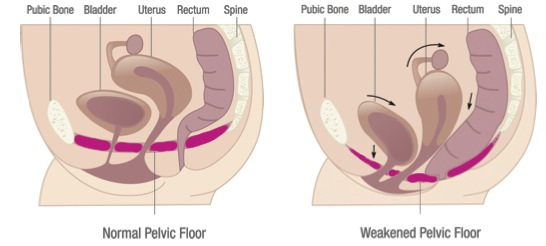 Pubic Bone Bladder Uterus Rectum Spine
Pubic Bone Bladder Uterus Rectum Spine
Normal Pelvic Floor
Weakened Pelvic Floor